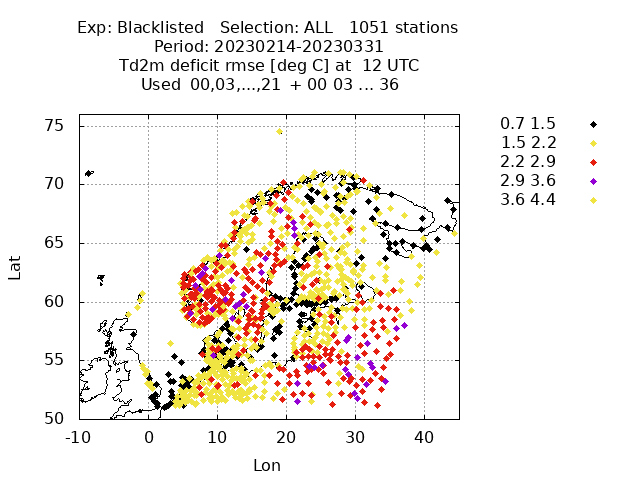 Exp: Blacklisted   Selection: ALL   1051 stations
Period: 20230214-20230331
Td2m deficit rmse [deg C] at  12 UTC
Used  00,03,...,21  + 00 03 ... 36
0.7 1.5
1.5 2.2
2.2 2.9
2.9 3.6
3.6 4.4
75
70
65
60
55
50
Lat
-10 0 10 20 30 40
Lon